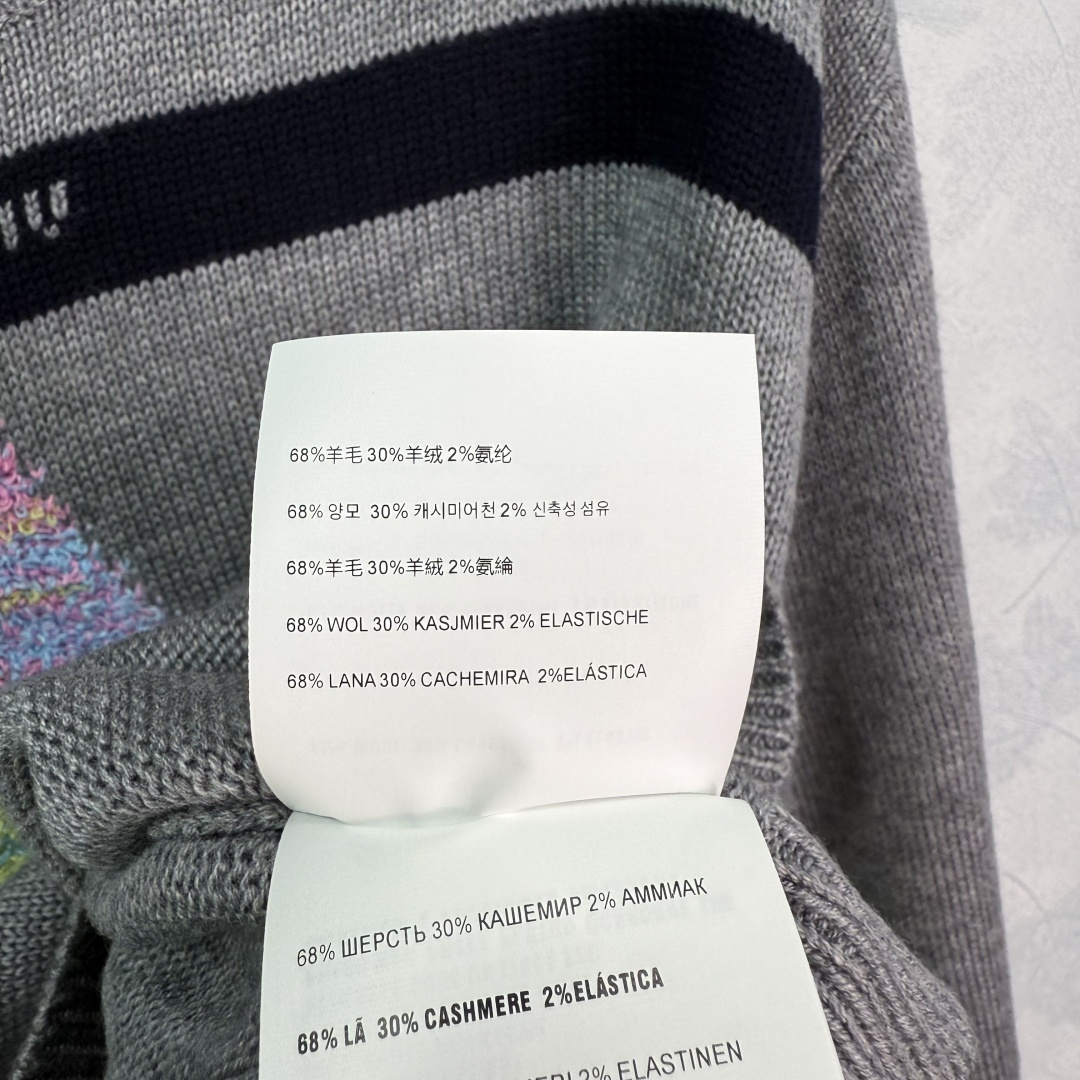 68%羊毛 30%羊绒 2%氨纶
68% 양모 30% 캐시미어천 2% 신축성 섬유
68%羊毛 30%羊絨 2%氨綸
68% WOL 30% KASJMIER 2% ELASTISCHE
68% LANA 30% CACHEMIRA 2%ELÁSTICA
68% ШЕРСТЬ 30% КАШЕМИР 2% АММИАК
68% LÃ 30% CASHMERE 2%ELÁSTICA
2% ELASTINEN